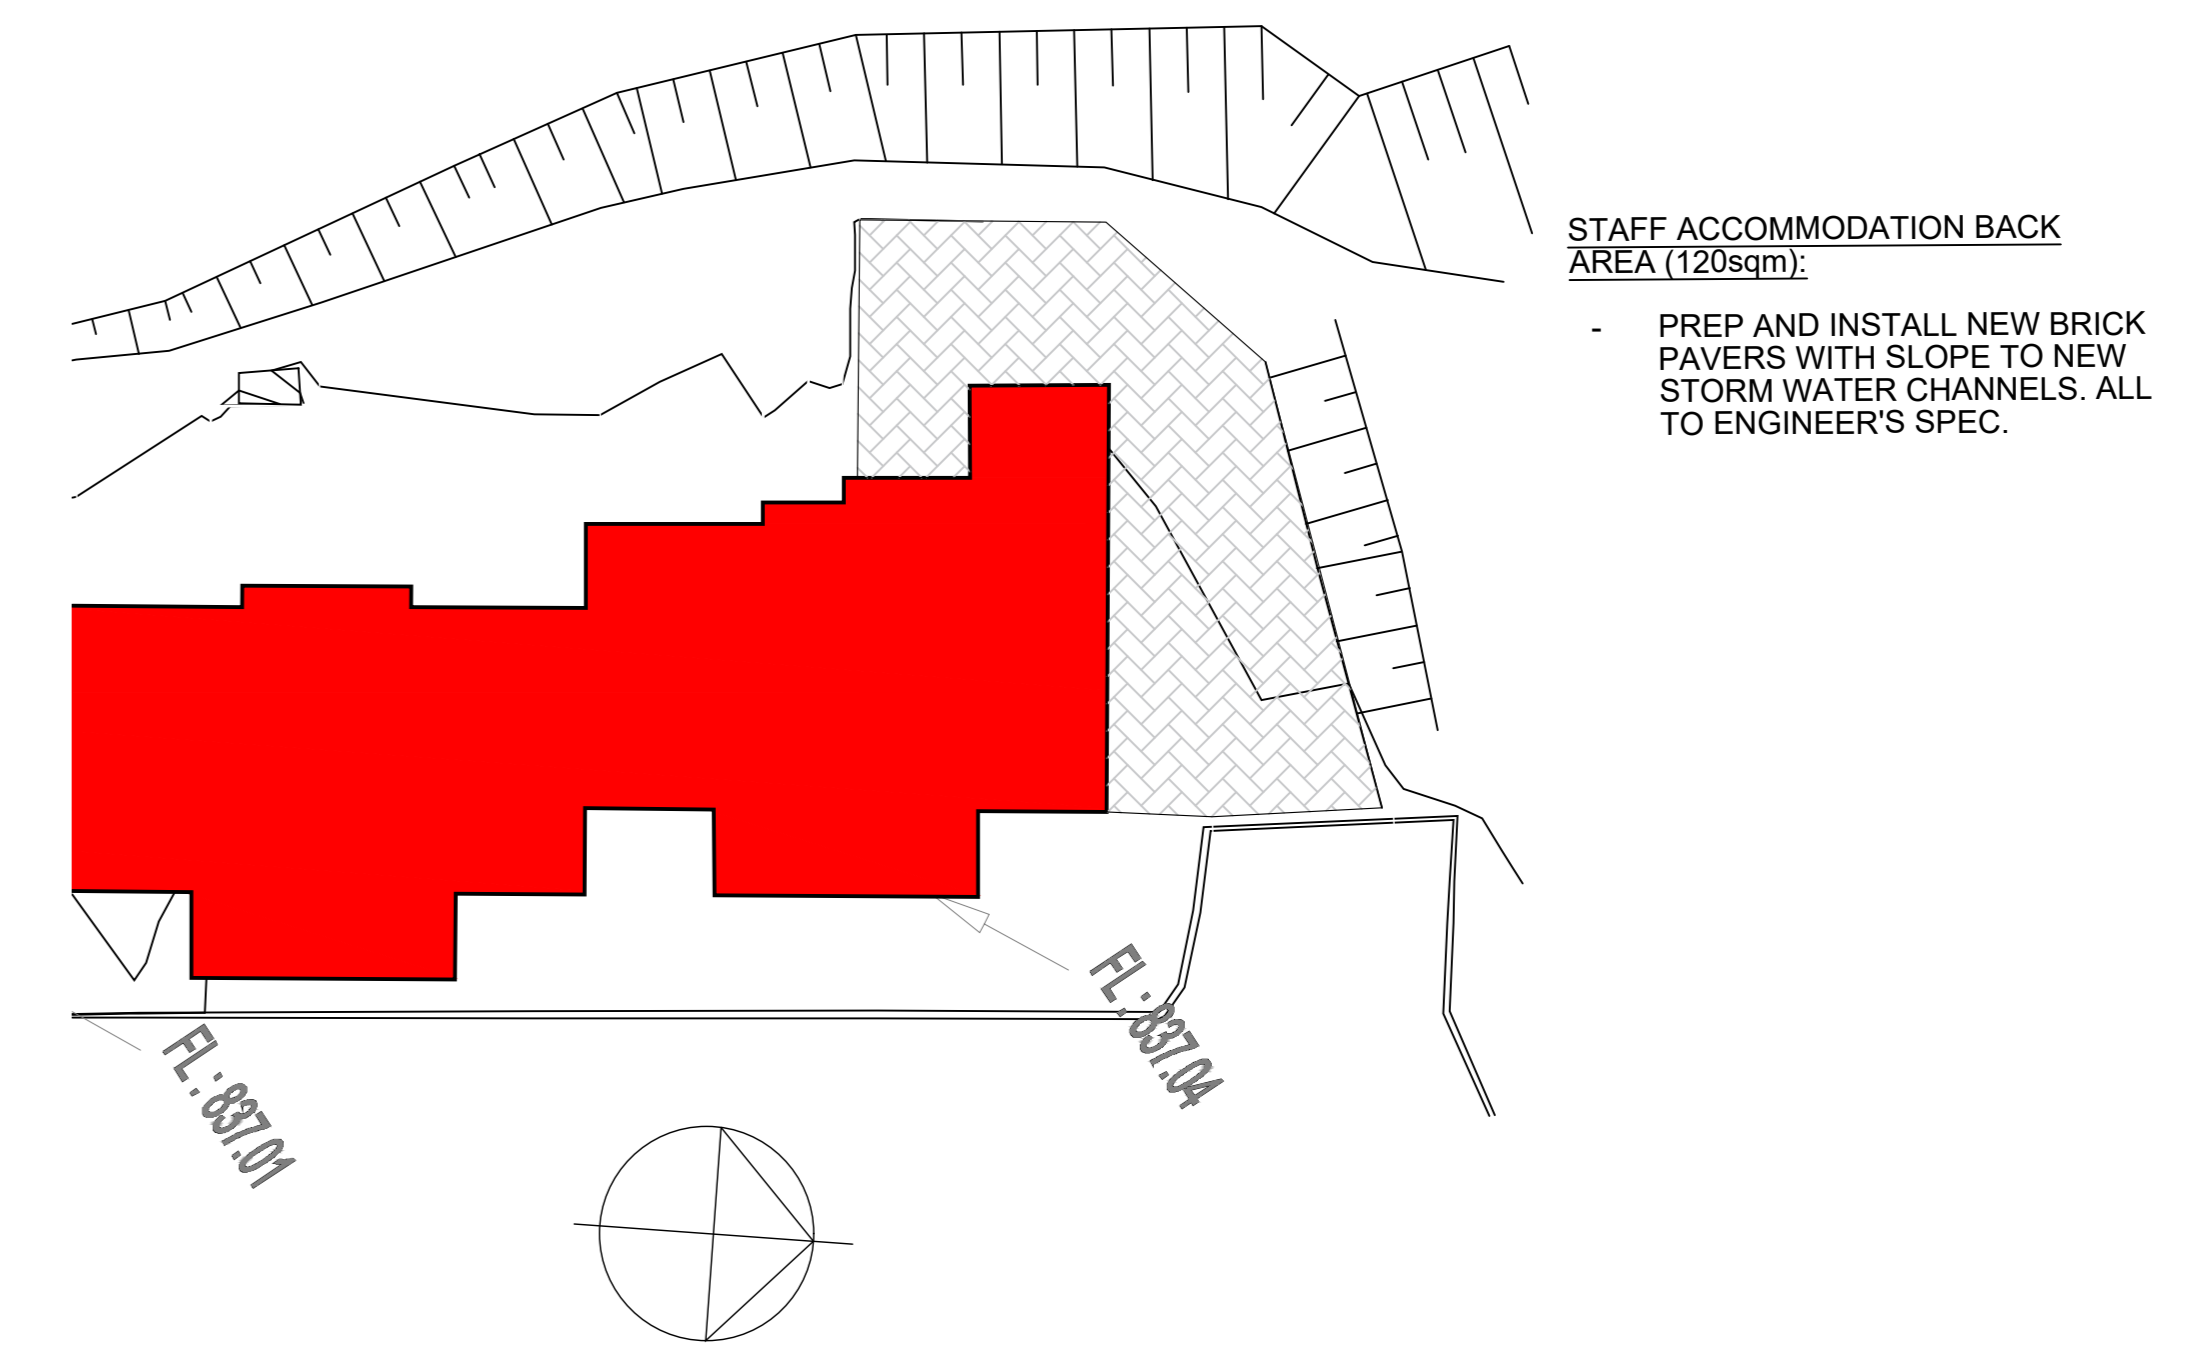 STAFF ACCOMMODATION BACK
AREA (120sqm):
- PREP AND INSTALL NEW BRICK
PAVERS WITH SLOPE TO NEW
STORM WATER CHANNELS. ALL
TO ENGINEER'S SPEC.
FL.:837.04
FL.:837.01